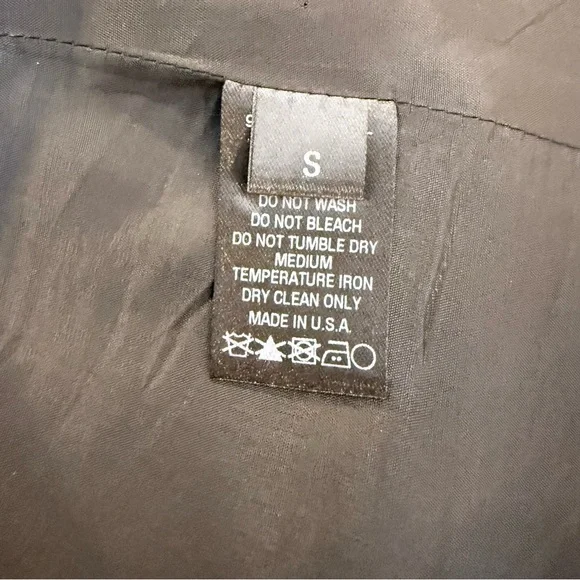 S
DO NOT WASH
DO NOT BLEACH
DO NOT TUMBLE DRY
MEDIUM
TEMPERATURE IRON
DRY CLEAN ONLY
MADE IN U.S.A.